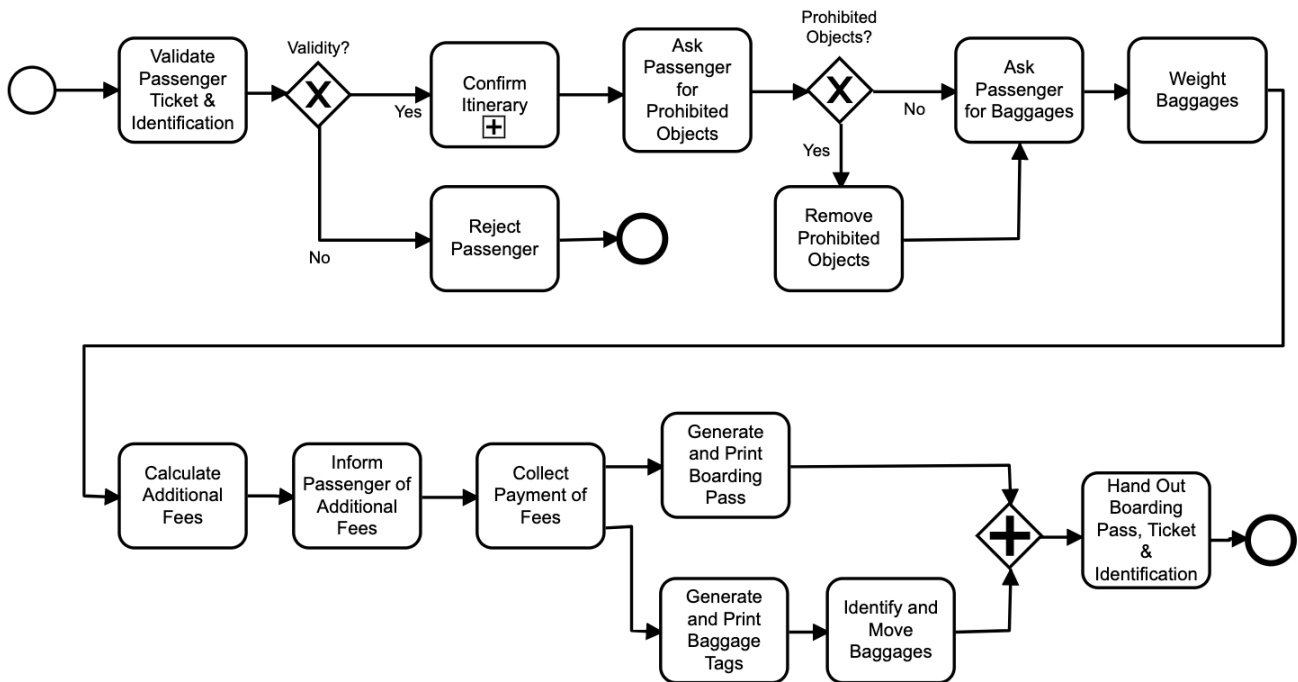 Validate
Passenger
Ticket &
Identification
Validity?
Yes
No
Confirm
Itinerary
Reject
Passenger
Ask
Passenger
for
Prohibited
Objects
Prohibited
Objects?
No
Yes
Remove
Prohibited
Objects
Ask
Passenger
for Baggages
Weight
Baggages
Calculate
Additional
Fees
Inform
Passenger of
Additional
Fees
Collect
Payment of
Fees
Generate
and Print
Boarding
Pass
Generate
and Print
Baggage
Tags
Identify and
Move
Baggages
Hand Out
Boarding
Pass, Ticket
&
Identification